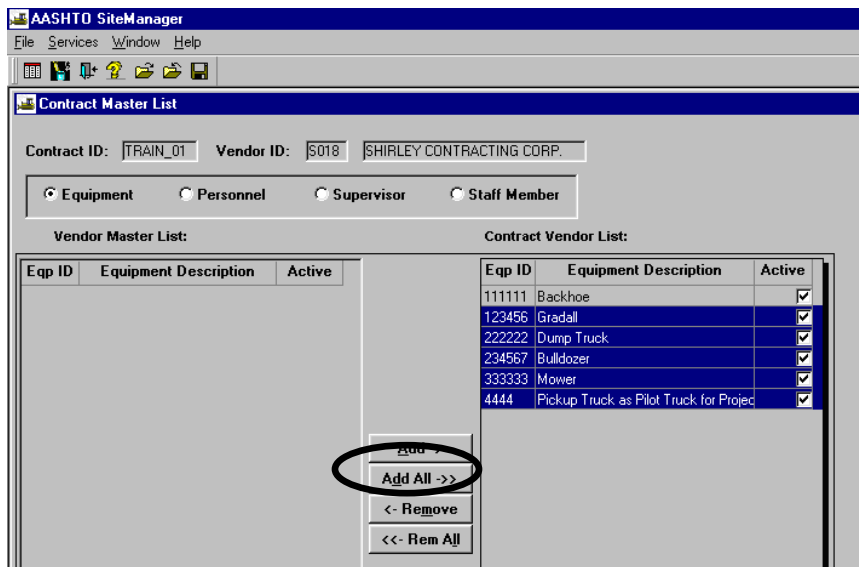 AASHTO SiteManager
File Services Window Help
Contract Master List
Contract ID: TRAIN_01 Vendor ID: S018 SHIRLEY CONTRACTING CORP.
Equipment Personnel Supervisor Staff Member
Vendor Master List: Contract Vendor List:
Eqp ID Equipment Description Active Eqp ID Equipment Description Active
111111 Backhoe
123456 Gradall
222222 Dump Truck
234567 Bulldozer
333333 Mower
4444 Pickup Truck as Pilot Truck for Projec
Add ->
Add All ->>
<- Remove
<<- Rem All